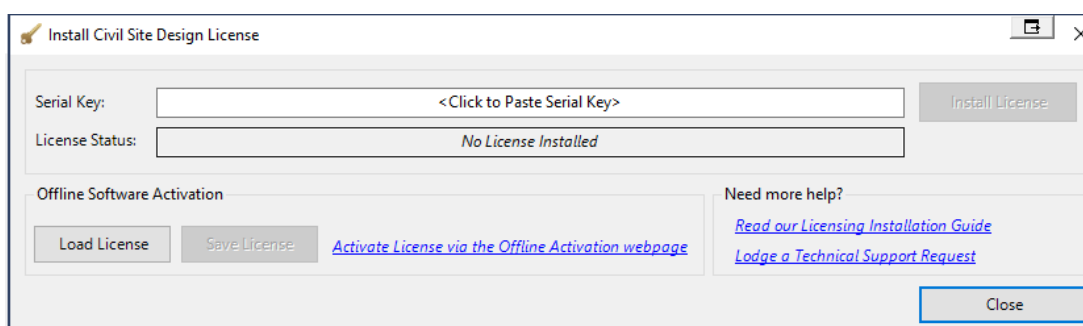 Install Civil Site Design License
Serial Key:
<Click to Paste Serial Key>
Install License
License Status:
No License Installed
Offline Software Activation
Load License
Save License
Activate License via the Offline Activation webpage
Need more help?
Read our Licensing Installation Guide
Lodge a Technical Support Request
Close